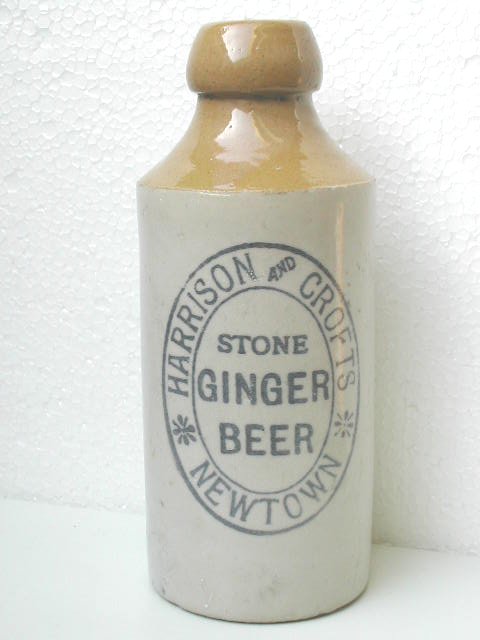 HARRISON AND CROFTS
STONE
GINGER
BEER
NEWTOWN